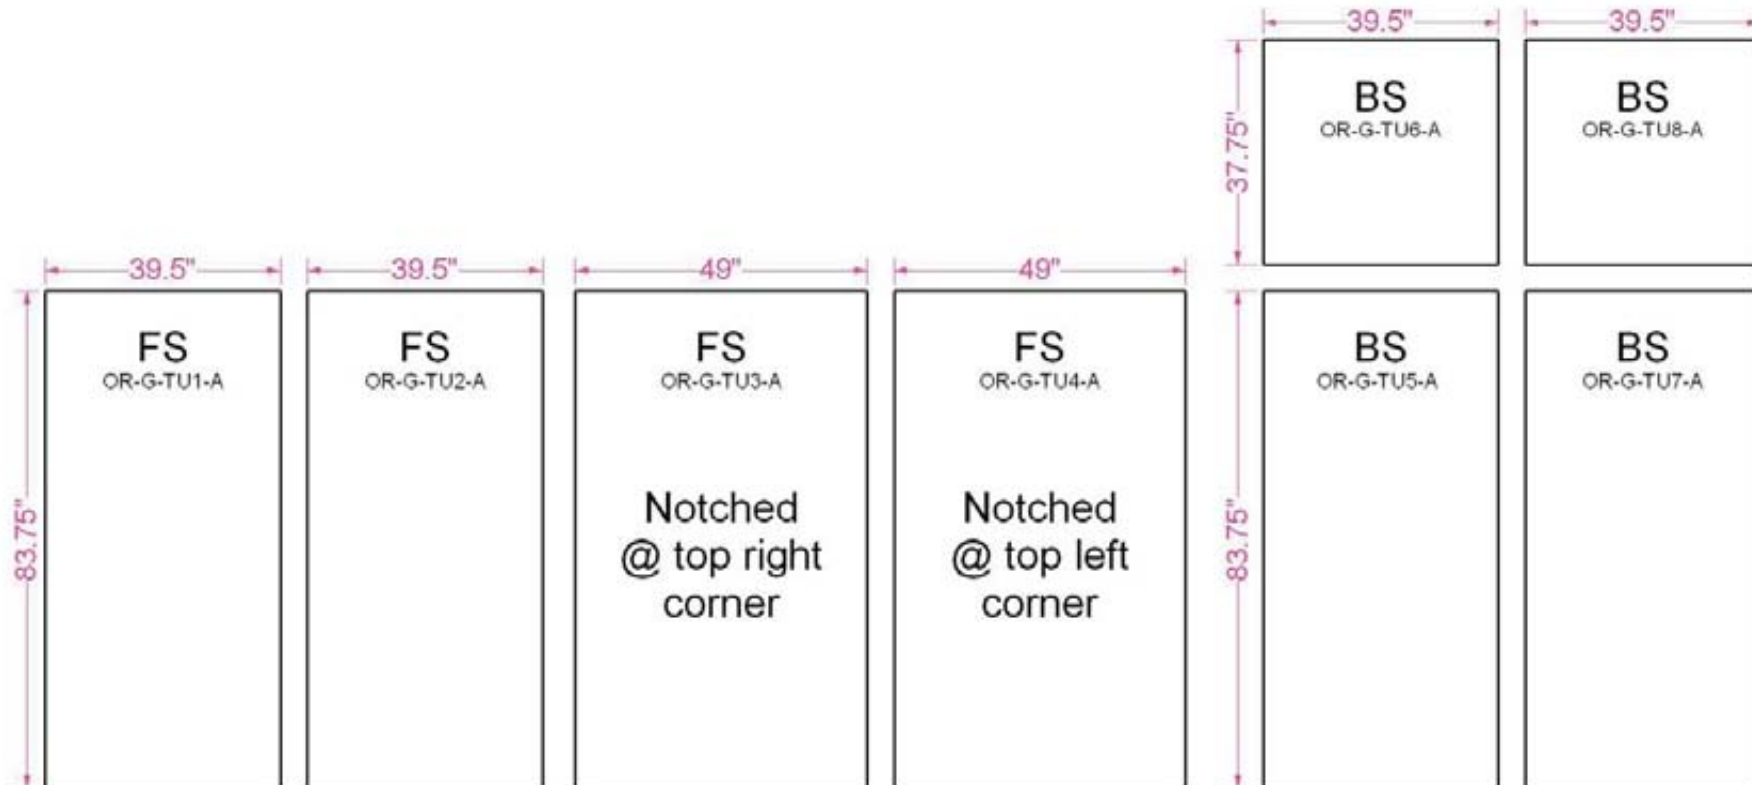 39.5"
39.5"
37.75"
BS
OR-G-TU6-A
BS
OR-G-TU8-A
39.5"
39.5"
49"
49"
83.75"
FS
OR-G-TU1-A
FS
OR-G-TU2-A
FS
OR-G-TU3-A
Notched
@ top right
corner
FS
OR-G-TU4-A
Notched
@ top left
corner
83.75"
BS
OR-G-TU5-A
BS
OR-G-TU7-A